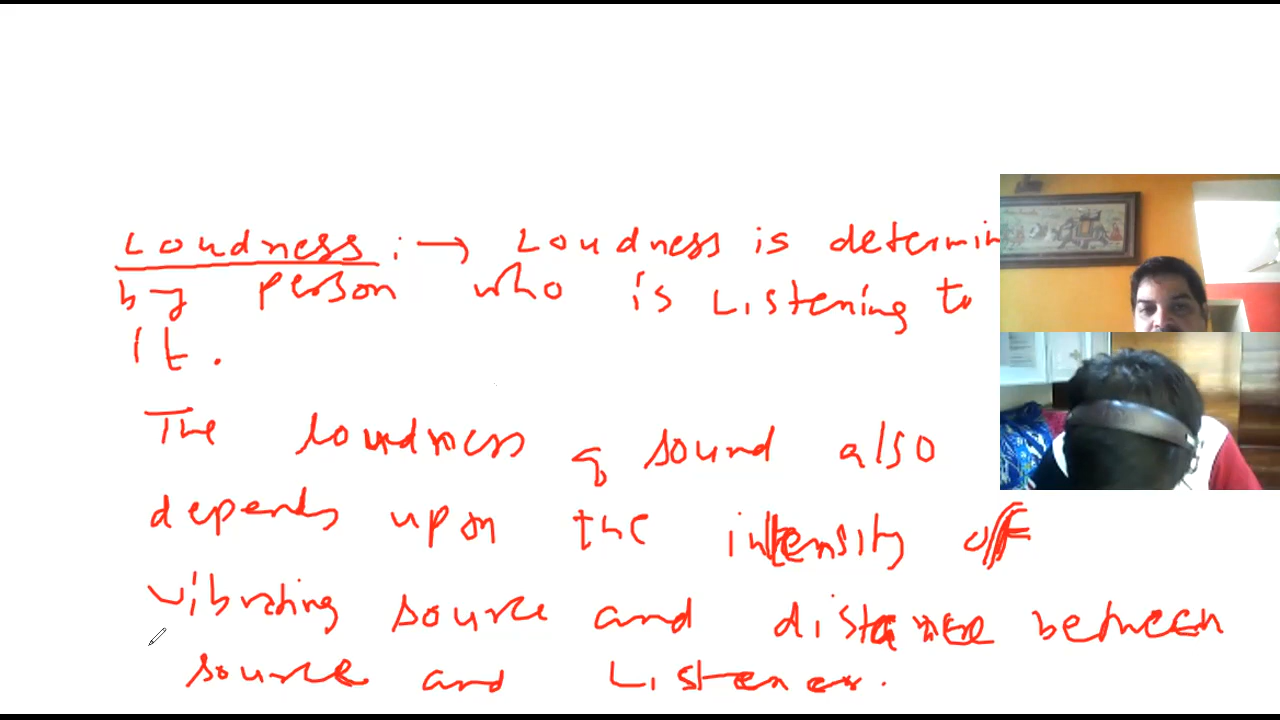 Loudness : → Loudness is determin
by person who is Listening to
it.
The loudness of sound also
depends upon the intensity of
vibrating source and distance between
source and Listener.